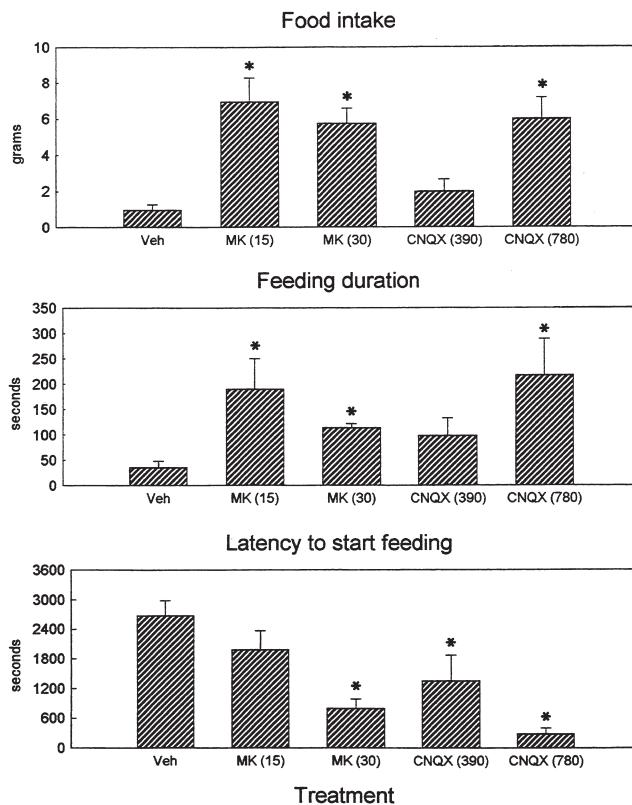 Food intake
10
8
6
4
2
0
grams
* * *
Veh MK (15) MK (30) CNQX (390) CNQX (780)
Feeding duration
350
300
250
200
150
100
50
0
seconds
* * *
Veh MK (15) MK (30) CNQX (390) CNQX (780)
Latency to start feeding
3600
3000
2400
1800
1200
600
0
seconds
* * *
Veh MK (15) MK (30) CNQX (390) CNQX (780)
Treatment